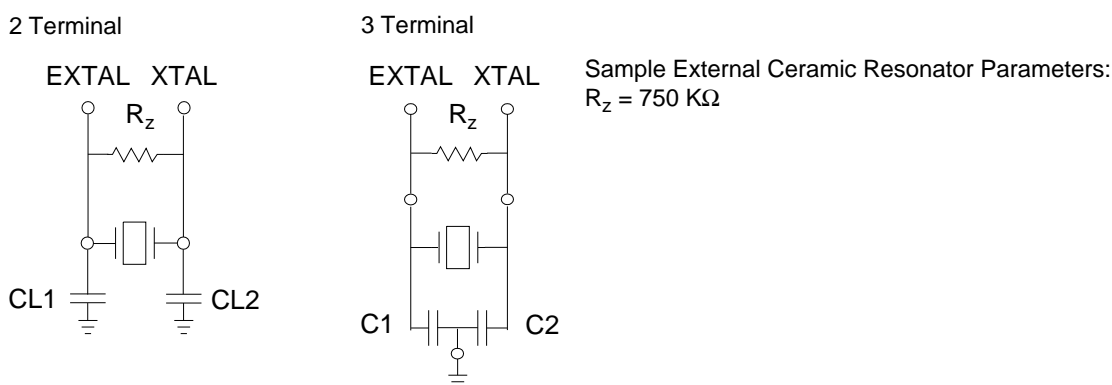 2 Terminal
3 Terminal
EXTAL XTAL
EXTAL XTAL
Sample External Ceramic Resonator Parameters:
Rz = 750 KΩ
Rz
Rz
CL1
CL2
C1
C2